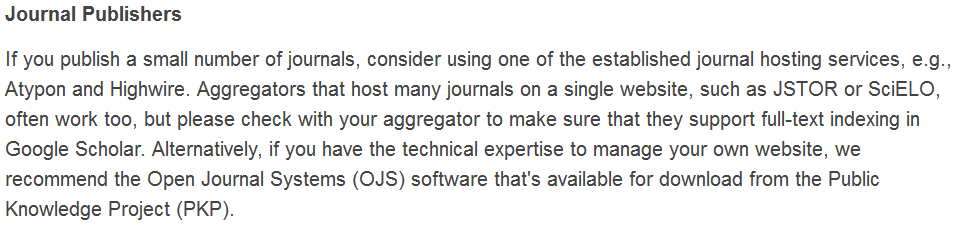 Journal Publishers
If you publish a small number of journals, consider using one of the established journal hosting services, e.g.,
Atypon and Highwire. Aggregators that host many journals on a single website, such as JSTOR or SciELO,
often work too, but please check with your aggregator to make sure that they support full-text indexing in
Google Scholar. Alternatively, if you have the technical expertise to manage your own website, we
recommend the Open Journal Systems (OJS) software that's available for download from the Public
Knowledge Project (PKP).